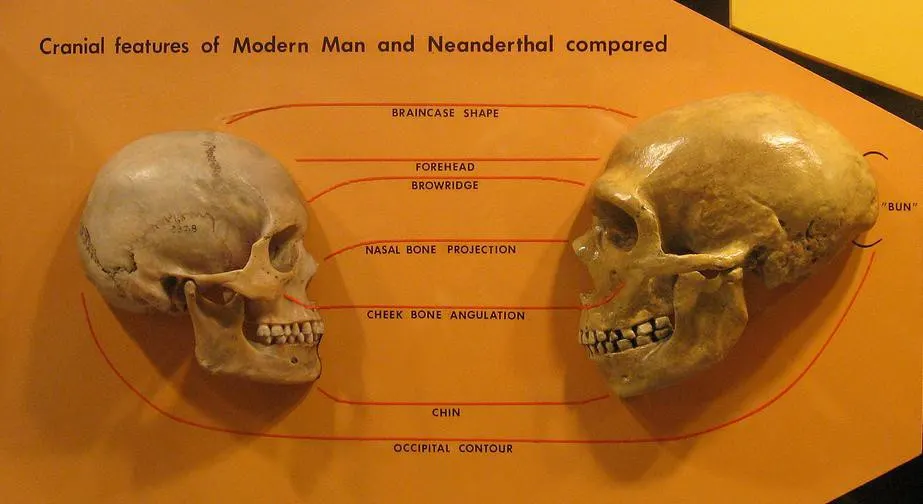 Cranial features of Modern Man and Neanderthal compared
BRAINCASE SHAPE
FOREHEAD
BROWRIDGE
"BUN"
NASAL BONE PROJECTION
CHEEK BONE ANGULATION
CHIN
OCCIPITAL CONTOUR